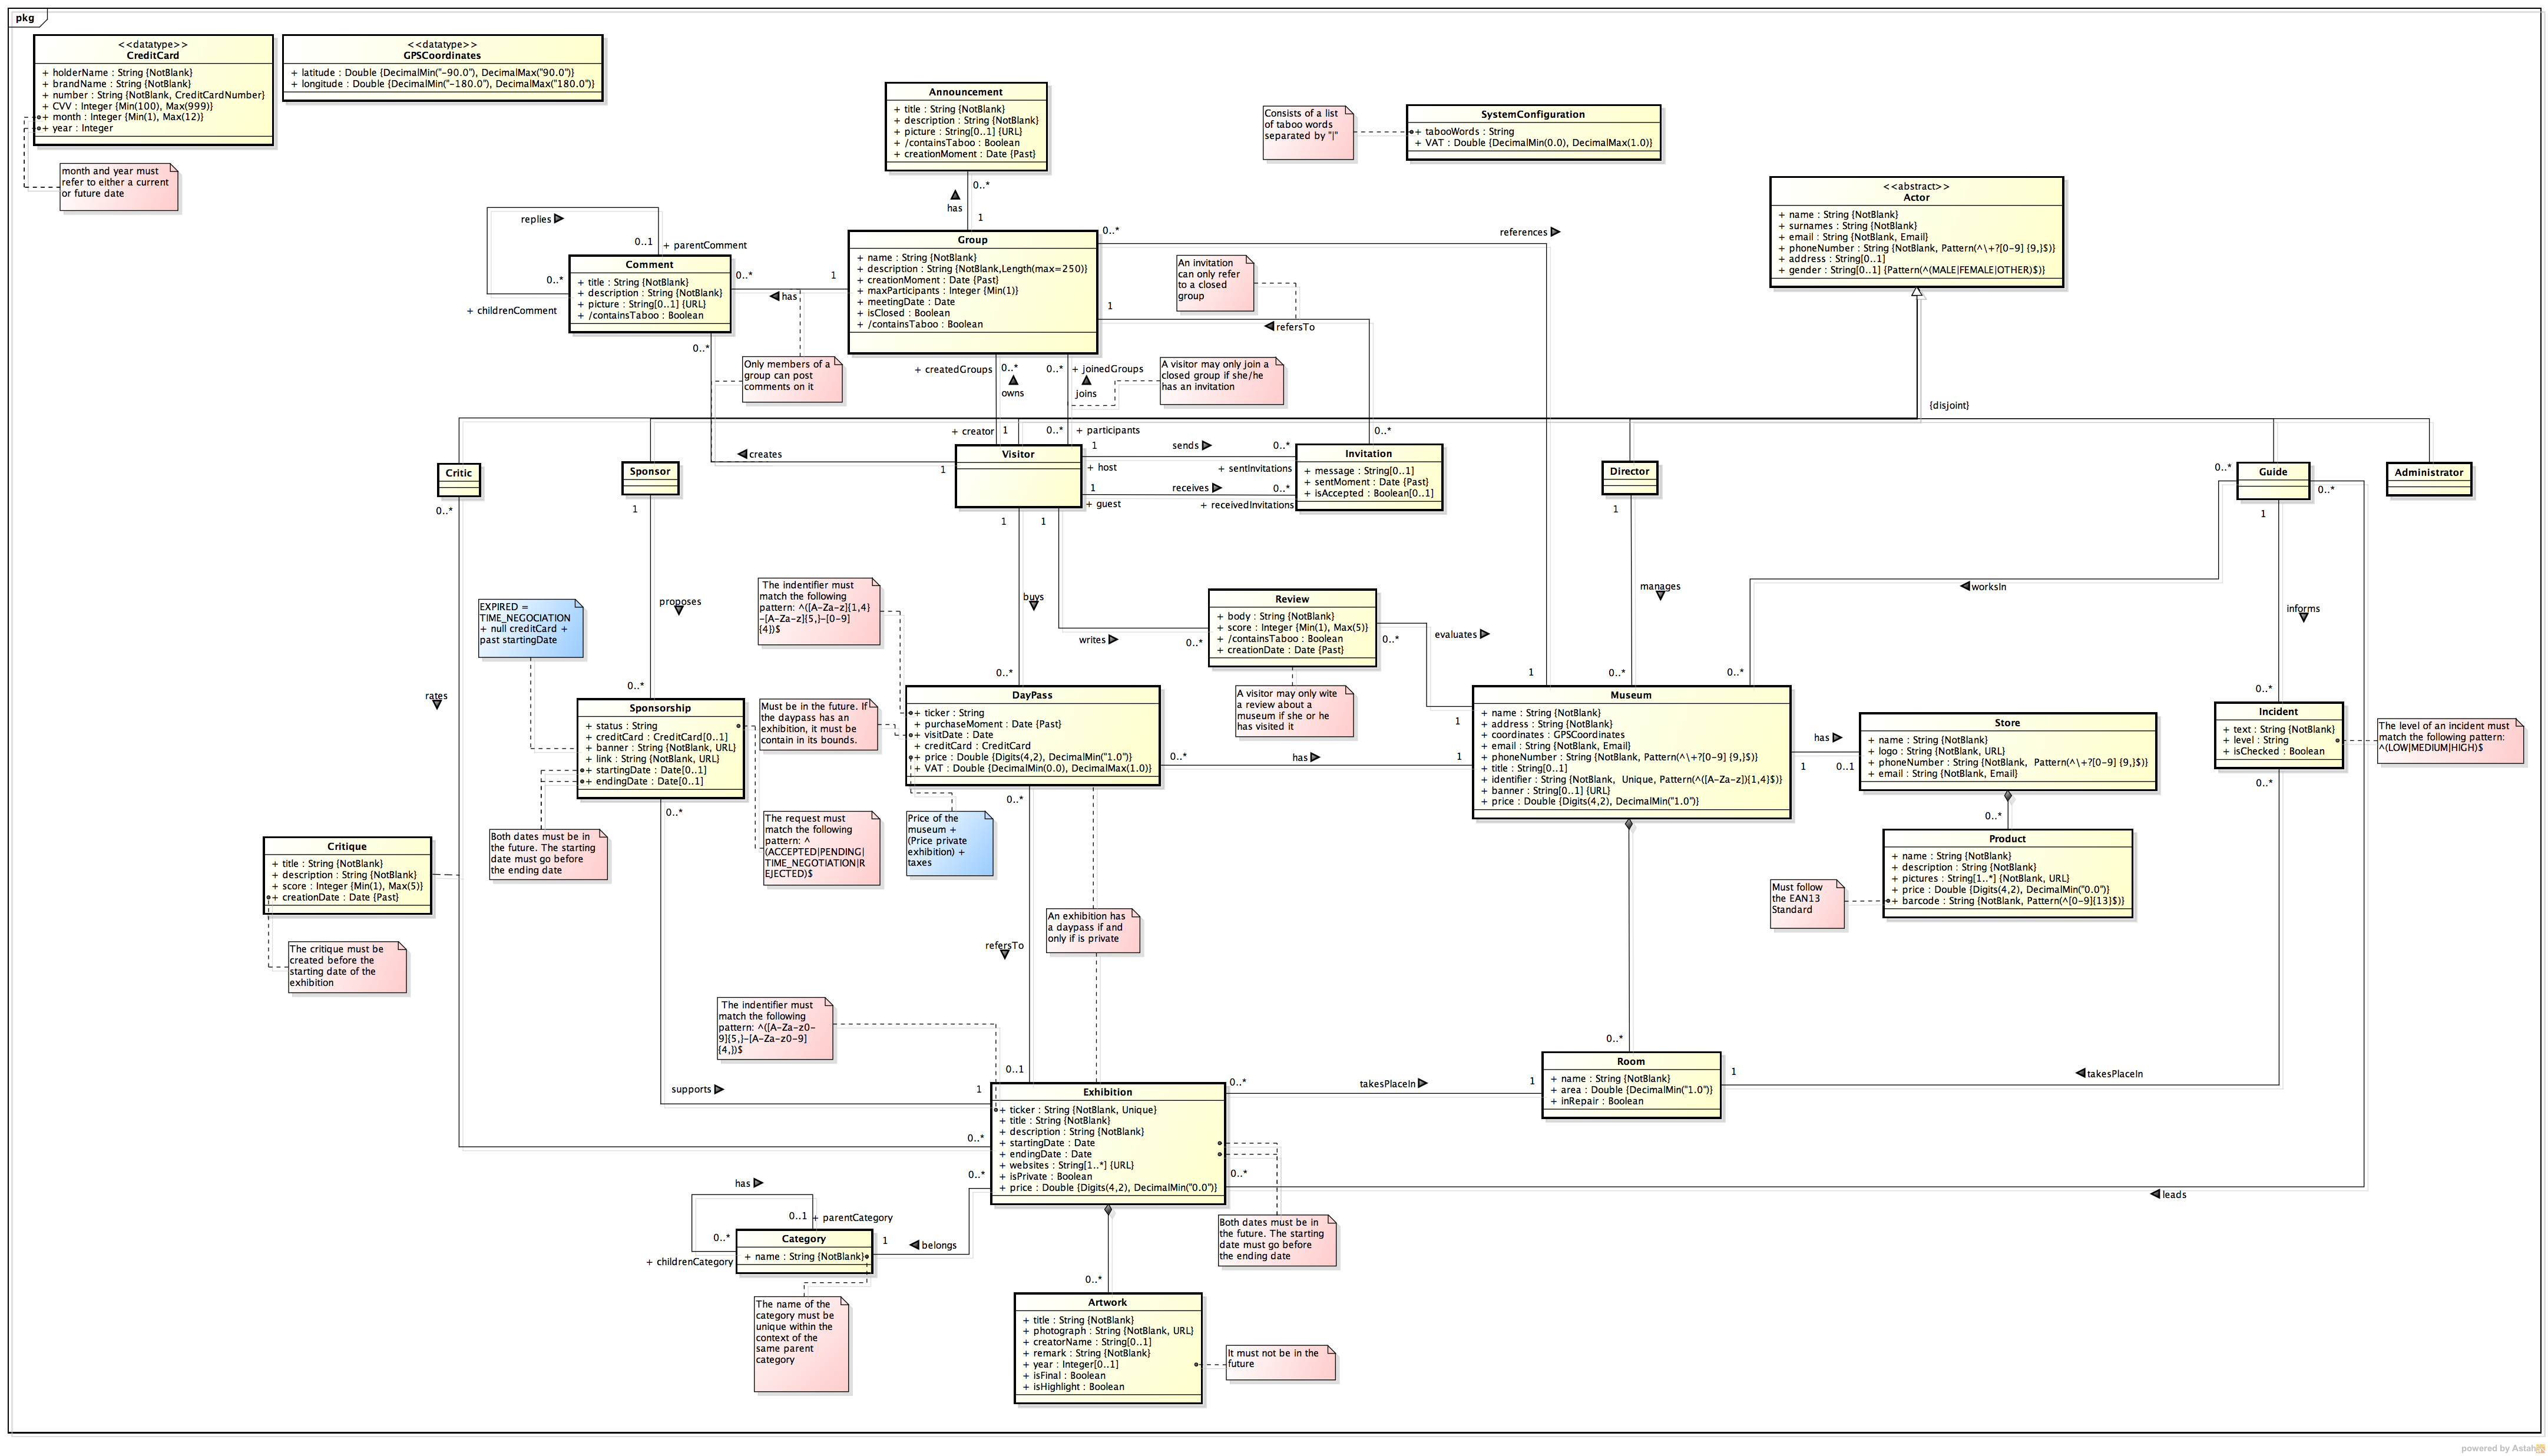 pkg
<<datatype>>
CreditCard
+ holderName : String {NotBlank}
+ brandName : String {NotBlank}
+ number : String {NotBlank, CreditCardNumber}
+ CVV : Integer {Min(100), Max(999)}
+ month : Integer {Min(1), Max(12)}
+ year : Integer
month and year must
refer to either a current
or future date
<<datatype>>
GPSCoordinates
+ latitude : Double {DecimalMin("-90.0"), DecimalMax("90.0")}
+ longitude : Double {DecimalMin("-180.0"), DecimalMax("180.0")}
Announcement
+ title : String {NotBlank}
+ description : String {NotBlank}
+ picture : String[0..1] {URL}
+ /containsTaboo : Boolean
+ creationMoment : Date {Past}
0..*
has
1
Consists of a list
of taboo words
separated by "|"
SystemConfiguration
+ tabooWords : String
+ VAT : Double {DecimalMin(0.0), DecimalMax(1.0)}
<<abstract>>
Actor
+ name : String {NotBlank}
+ surnames : String {NotBlank}
+ email : String {NotBlank, Email}
+ phoneNumber : String {NotBlank, Pattern(^\+?[0-9] {9,}$)}
+ address : String[0..1]
+ gender : String[0..1] {Pattern(^(MALE|FEMALE|OTHER)$)}
{disjoint}
replies
0..1
+ parentComment
0..*
+ childrenComment
Comment
+ title : String {NotBlank}
+ description : String {NotBlank}
+ picture : String[0..1] {URL}
+ /containsTaboo : Boolean
0..*
1
has
0..*
Only members of a
group can post
comments on it
Group
+ name : String {NotBlank}
+ description : String {NotBlank,Length(max=250)}
+ creationMoment : Date {Past}
+ maxParticipants : Integer {Min(1)}
+ meetingDate : Date
+ isClosed : Boolean
+ /containsTaboo : Boolean
0..*
references
An invitation
can only refer
to a closed
group
1
refersTo
+ createdGroups
0..*
owns
0..*
+ joinedGroups
joins
A visitor may only join a
closed group if she/he
has an invitation
+ creator
1
0..*
+ participants
creates
1
Critic
0..*
Sponsor
1
Visitor
1
sends
0..*
+ host
+ sentInvitations
1
receives
0..*
+ guest
+ receivedInvitations
0..*
Invitation
+ message : String[0..1]
+ sentMoment : Date {Past}
+ isAccepted : Boolean[0..1]
Director
1
0..*
Guide
0..*
1
Administrator
1
1
EXPIRED =
TIME_NEGOCIATION
+ null creditCard +
past startingDate
proposes
The indentifier must
match the following
pattern: ^([A-Za-z]{1,4}
-[A-Za-z]{5,}-[0-9]
{4})$
buys
writes
0..*
Review
+ body : String {NotBlank}
+ score : Integer {Min(1), Max(5)}
+ /containsTaboo : Boolean
+ creationDate : Date {Past}
0..*
evaluates
A visitor may only wite
a review about a
museum if she or he
has visited it
manages
worksIn
informs
rates
0..*
0..*
1
0..*
0..*
0..*
1
Sponsorship
+ status : String
+ creditCard : CreditCard[0..1]
+ banner : String {NotBlank, URL}
+ link : String {NotBlank, URL}
+ startingDate : Date[0..1]
+ endingDate : Date[0..1]
0..*
Must be in the future. If
the daypass has an
exhibition, it must be
contain in its bounds.
DayPass
+ ticker : String
+ purchaseMoment : Date {Past}
+ visitDate : Date
+ creditCard : CreditCard
+ price : Double {Digits(4,2), DecimalMin("1.0")}
+ VAT : Double {DecimalMin(0.0), DecimalMax(1.0)}
0..*
has
1
0..*
Museum
+ name : String {NotBlank}
+ address : String {NotBlank}
+ coordinates : GPSCoordinates
+ email : String {NotBlank, Email}
+ phoneNumber : String {NotBlank, Pattern(^\+?[0-9] {9,}$)}
+ title : String[0..1]
+ identifier : String {NotBlank, Unique, Pattern(^([A-Za-z]){1,4}$)}
+ banner : String[0..1] {URL}
+ price : Double {Digits(4,2), DecimalMin("1.0")}
has
1
0..1
Store
+ name : String {NotBlank}
+ logo : String {NotBlank, URL}
+ phoneNumber : String {NotBlank, Pattern(^\+?[0-9] {9,}$)}
+ email : String {NotBlank, Email}
0..*
Product
+ name : String {NotBlank}
+ description : String {NotBlank}
+ pictures : String[1..*] {NotBlank, URL}
+ price : Double {Digits(4,2), DecimalMin("0.0")}
+ barcode : String {NotBlank, Pattern(^[0-9]{13}$)}
Must follow
the EAN13
Standard
Incident
+ text : String {NotBlank}
+ level : String
+ isChecked : Boolean
0..*
The level of an incident must
match the following pattern:
^(LOW|MEDIUM|HIGH)$
Both dates must be in
the future. The starting
date must go before
the ending date
The request must
match the following
pattern: ^
(ACCEPTED|PENDING|
TIME_NEGOTIATION|R
EJECTED)$
Price of the
museum +
(Price private
exhibition) +
taxes
Critique
+ title : String {NotBlank}
+ description : String {NotBlank}
+ score : Integer {Min(1), Max(5)}
+ creationDate : Date {Past}
The critique must be
created before the
starting date of the
exhibition
refersTo
An exhibition has
a daypass if and
only if is private
The indentifier must
match the following
pattern: ^([A-Za-z0-
9]{5,}-[A-Za-z0-9]
{4,})$
0..1
supports
1
0..*
0..*
Exhibition
+ ticker : String {NotBlank, Unique}
+ title : String {NotBlank}
+ description : String {NotBlank}
+ startingDate : Date
+ endingDate : Date
+ websites : String[1..*] {URL}
+ isPrivate : Boolean
+ price : Double {Digits(4,2), DecimalMin("0.0")}
0..*
takesPlaceIn
1
0..*
Room
+ name : String {NotBlank}
+ area : Double {DecimalMin("1.0")}
+ inRepair : Boolean
1
takesPlaceIn
0..*
leads
Both dates must be in
the future. The starting
date must go before
the ending date
has
0..1
+ parentCategory
0..*
+ childrenCategory
Category
+ name : String {NotBlank}
1
belongs
The name of the
category must be
unique within the
context of the
same parent
category
0..*
Artwork
+ title : String {NotBlank}
+ photograph : String {NotBlank, URL}
+ creatorName : String[0..1]
+ remark : String {NotBlank}
+ year : Integer[0..1]
+ isFinal : Boolean
+ isHighlight : Boolean
It must not be in the
future
powered by Astah